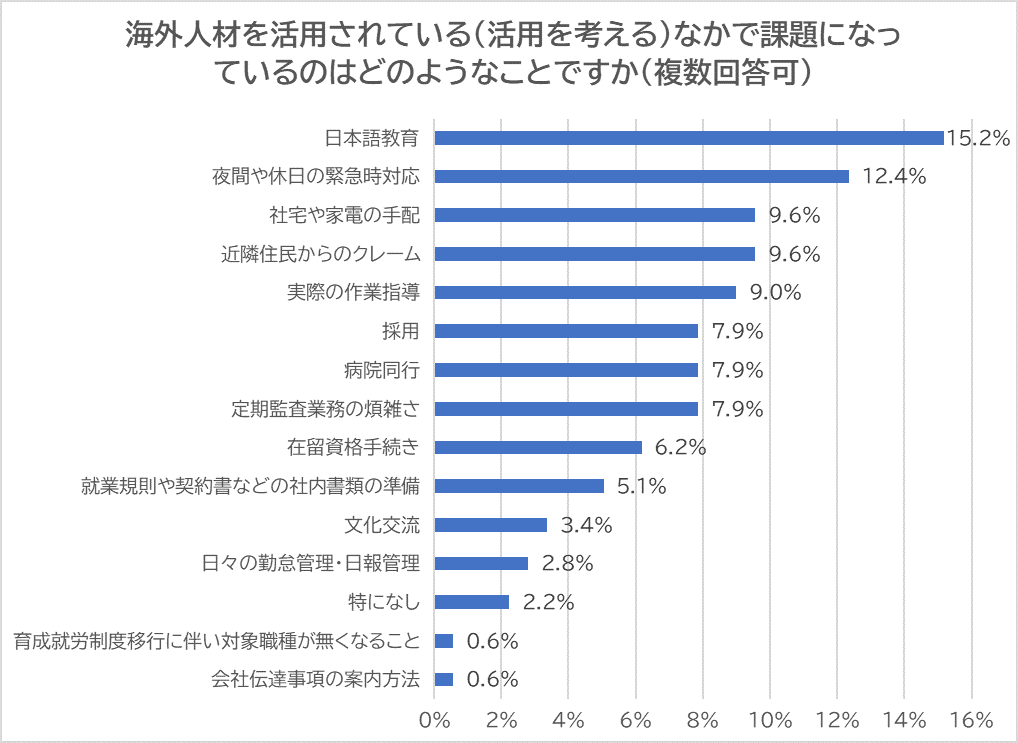 海外人材を活用されている（活用を考える）なかで課題になっ
ているのはどのようなことですか（複数回答可）
日本語教育 15.2%
夜間や休日の緊急時対応 12.4%
社宅や家電の手配 9.6%
近隣住民からのクレーム 9.6%
実際の作業指導 9.0%
採用 7.9%
病院同行 7.9%
定期監査業務の煩雑さ 7.9%
在留資格手続き 6.2%
就業規則や契約書などの社内書類の準備 5.1%
文化交流 3.4%
日々の勤怠管理・日報管理 2.8%
特になし 2.2%
育成就労制度移行に伴い対象職種が無くなること 0.6%
会社伝達事項の案内方法 0.6%
0% 2% 4% 6% 8% 10% 12% 14% 16%